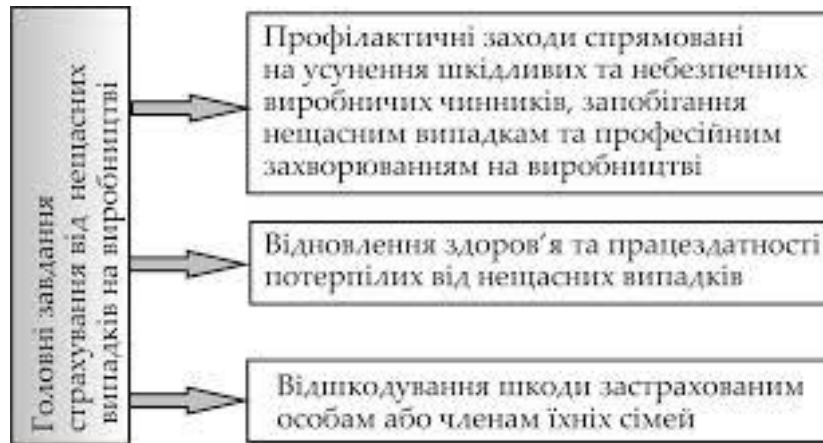 Головні завдання
страхування від нещасних
випадків на виробництві
Профілактичні заходи спрямовані
на усунення шкідливих та небезпечних
виробничих чинників, запобігання
нещасним випадкам та професійним
захворюванням на виробництві
Відновлення здоров’я та працездатності
потерпілих від нещасних випадків
Відшкодування шкоди застрахованим
особам або членам їхніх сімей